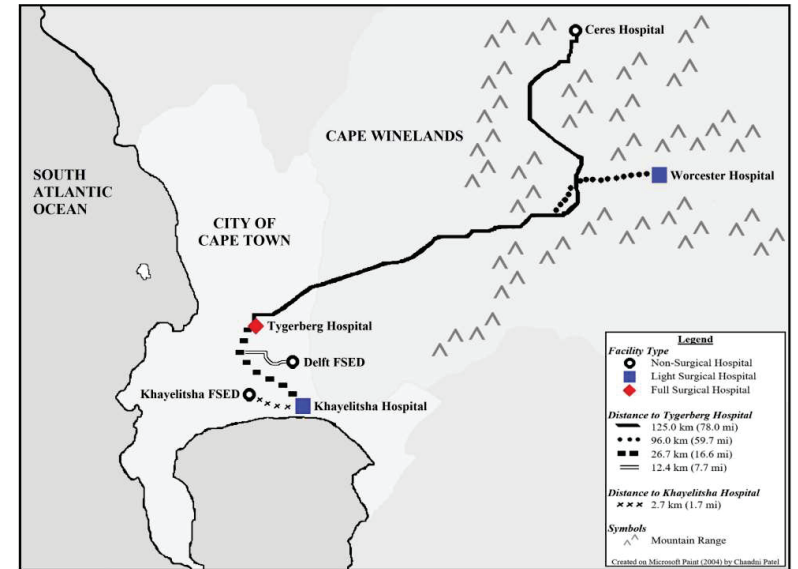 Ceres Hospital
CAPE WINELANDS
Worcester Hospital
SOUTH
ATLANTIC
OCEAN
CITY OF
CAPE TOWN
Tygerberg Hospital
Delft FSED
Khayelitsha FSED
Khayelitsha Hospital
Legend
Facility Type
Non-Surgical Hospital
Light Surgical Hospital
Full Surgical Hospital
Distance to Tygerberg Hospital
125.0 km (78.0 mi)
96.0 km (59.7 mi)
26.7 km (16.6 mi)
12.4 km (7.7 mi)
Distance to Khayelitsha Hospital
2.7 km (1.7 mi)
Symbols
Mountain Range
Created on Microsoft Paint (2004) by Chandni Patel